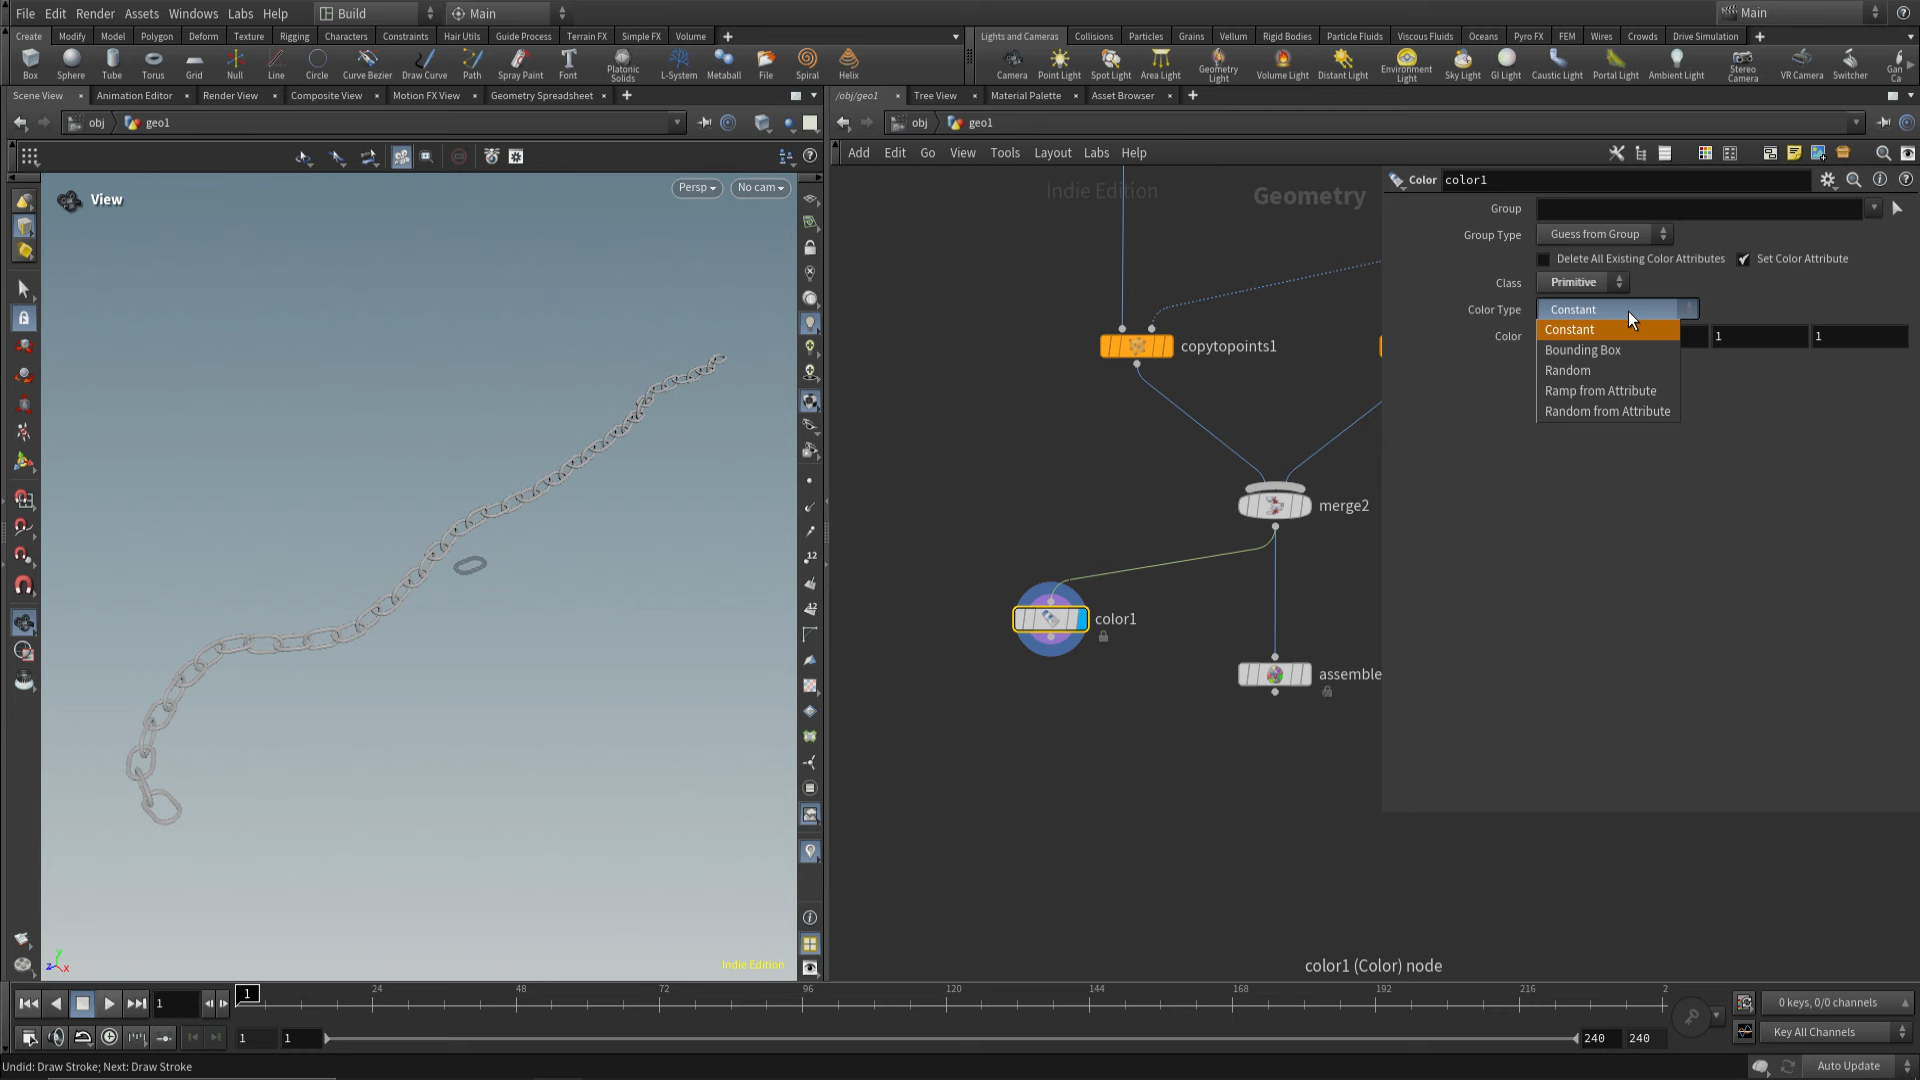 File Edit Render Assets Windows Labs Help Build Main Main
Create Modify Model Polygon Deform Texture Rigging Characters Constraints Hair Utils Guide Process Terrain FX Simple FX Volume
Lights and Cameras Collisions Particles Grains Vellum Rigid Bodies Particle Fluids Viscous Fluids Oceans Pyro FX FEM Wires Crowds Drive Simulation
Box Sphere Tube Torus Grid Null Line Circle Curve Bezier Draw Curve Path Spray Paint Font Platonic Solids L-System Metaball File Spiral Helix
Camera Point Light Spot Light Area Light Geometry Light Volume Light Distant Light Environment Light Sky Light GI Light Caustic Light Portal Light Ambient Light Stereo Camera VR Camera Switcher Gan Ca
Scene View Animation Editor Render View Composite View Motion FX View Geometry Spreadsheet
/obj/geo1 Tree View Material Palette Asset Browser
obj geo1
obj geo1
Add Edit Go View Tools Layout Labs Help
View
Persp No cam
Indie Edition Geometry
Color color1
Group
Group Type Guess from Group
Delete All Existing Color Attributes Set Color Attribute
Class Primitive
Color Type Constant
Constant
Color 1 1
Bounding Box
Random
Ramp from Attribute
Random from Attribute
copytopoints1
merge2
color1
assemble
12
12
y
z x
Indie Edition
color1 (Color) node
1 1 24 48 72 96 120 144 168 192 216 2
0 keys, 0/0 channels
1 1 240 240
Key All Channels
Undid: Draw Stroke; Next: Draw Stroke
Auto Update